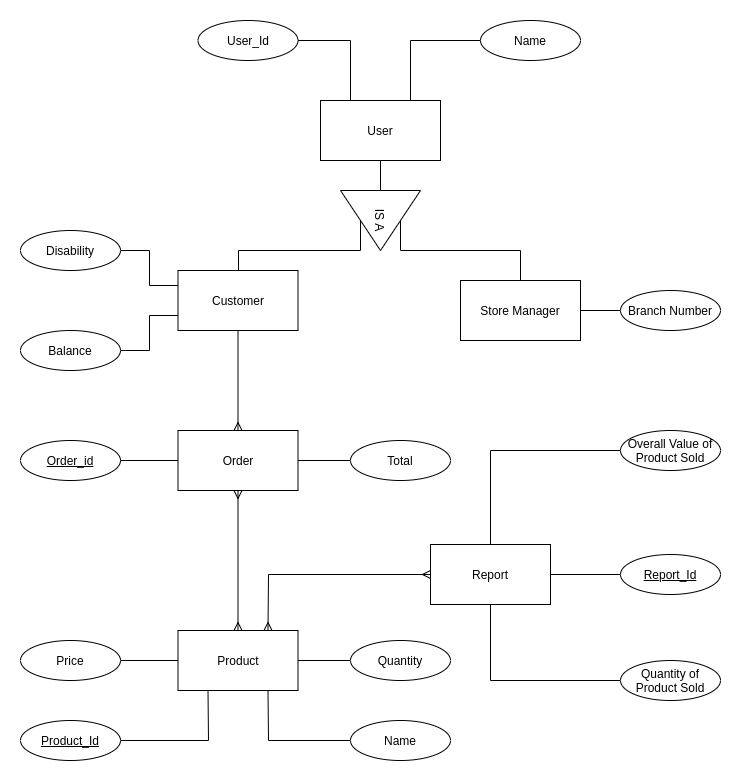 User_Id
Name
User
IS A
Disability
Customer
Store Manager
Branch Number
Balance
Order_id
Order
Total
Overall Value of
Product Sold
Report
Report_Id
Price
Product
Quantity
Quantity of
Product Sold
Product_Id
Name